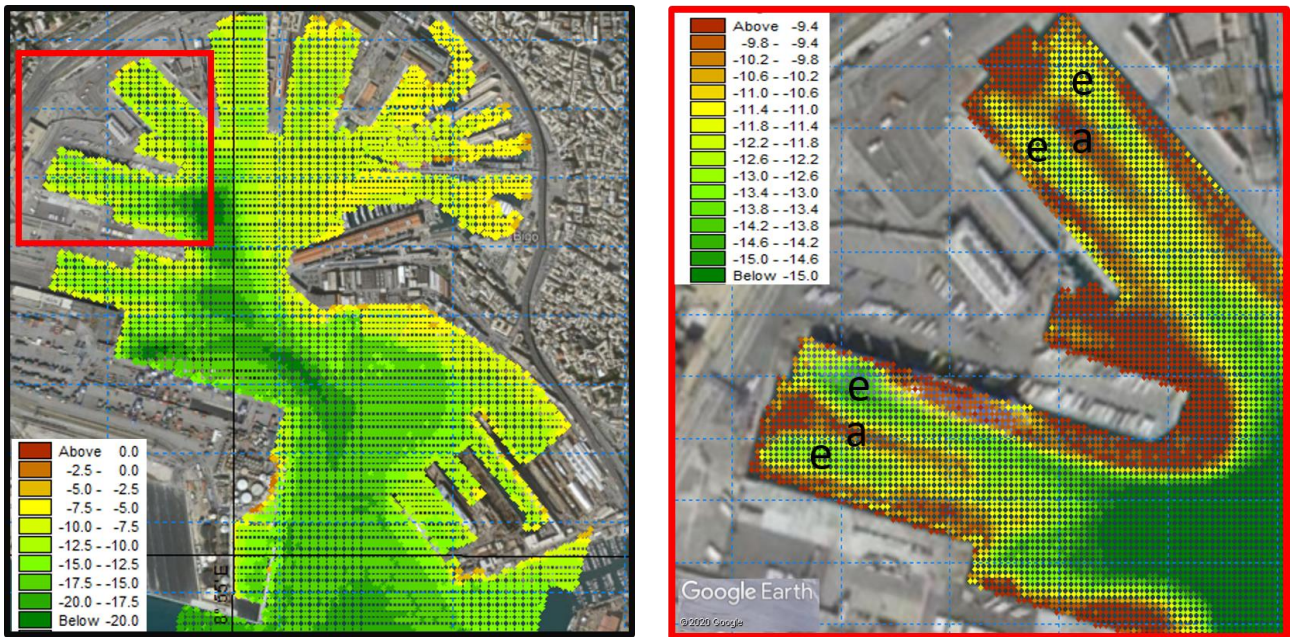 Bigo
Above 0.0
-2.5 - 0.0
-5.0 - -2.5
-7.5 - -5.0
-10.0 - -7.5
-12.5 - -10.0
-15.0 - -12.5
-17.5 - -15.0
-20.0 - -17.5
Below -20.0
Above -9.4
-9.8 - -9.4
-10.2 - -9.8
-10.6 - -10.2
-11.0 - -10.6
-11.4 - -11.0
-11.8 - -11.4
-12.2 - -11.8
-12.6 - -12.2
-13.0 - -12.6
-13.4 - -13.0
-13.8 - -13.4
-14.2 - -13.8
-14.6 - -14.2
-15.0 - -14.6
Below -15.0
e
a
e
e
a
e
Google Earth
©2020 Google